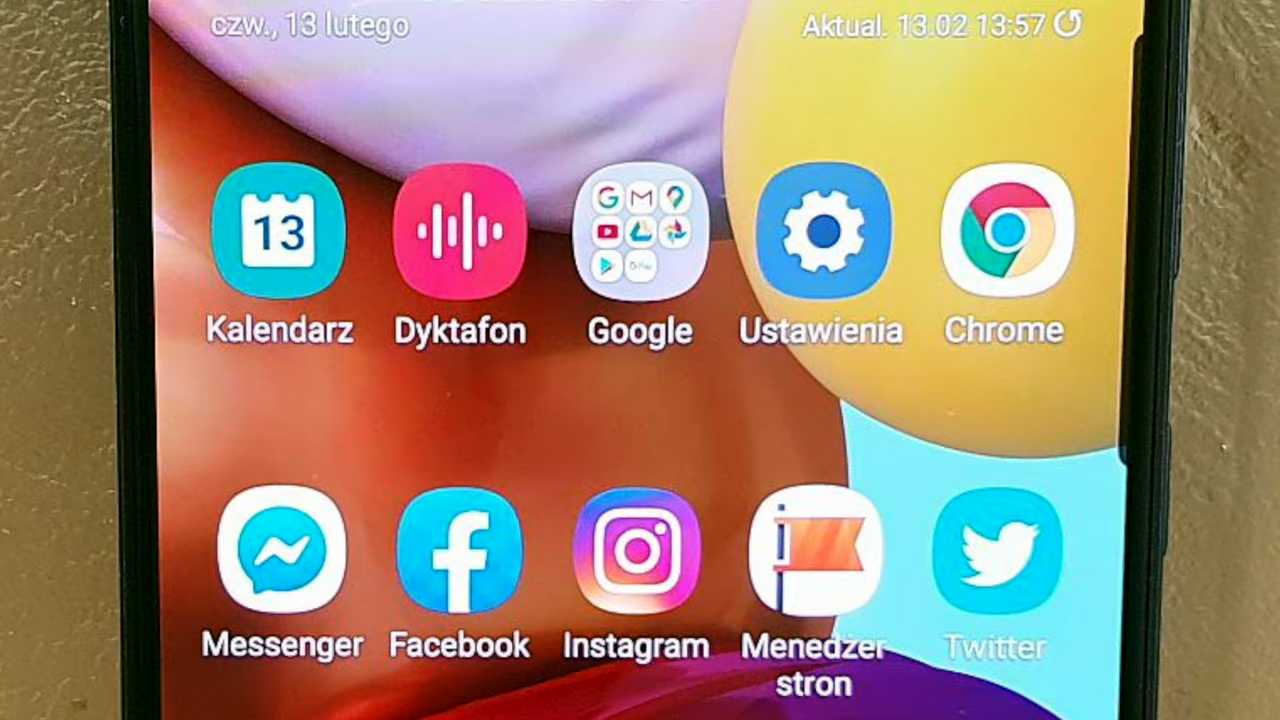 czw., 13 lutego
Aktual. 13.02 13:57
13
G Pay
Kalendarz Dyktafon Google Ustawienia Chrome
Messenger Facebook Instagram Menedżer Twitter
stron